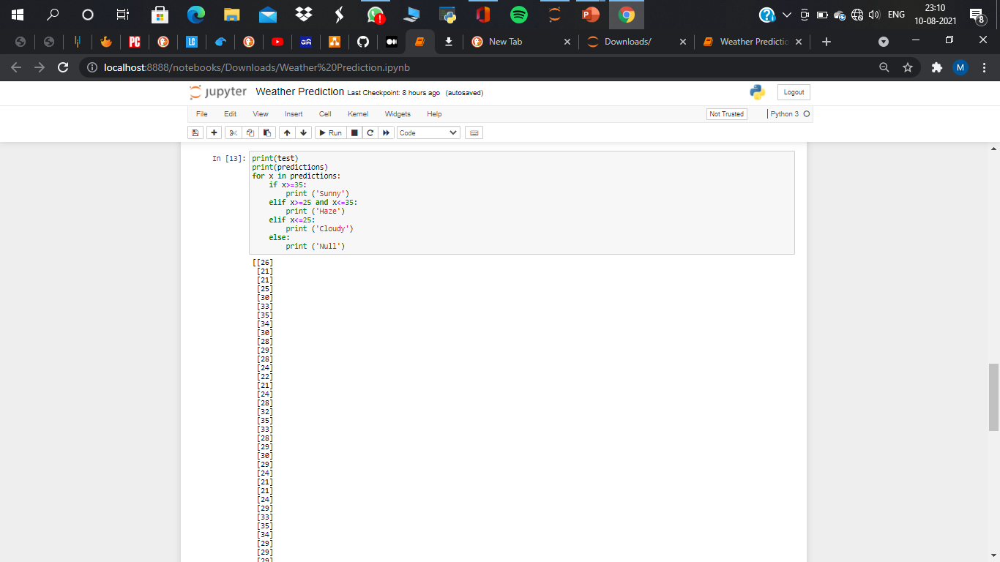 ENG
23:10
10-08-2021
8
PC
LC
New Tab
Downloads/
Weather Predictic
localhost:8888/notebooks/Downloads/Weather%20Prediction.ipynb
M
jupyter Weather Prediction Last Checkpoint: 8 hours ago (autosaved)
Logout
File Edit View Insert Cell Kernel Widgets Help
Not Trusted
Python 3
Run
Code
In [13]:
print(test)
print(predictions)
for x in predictions:
    if x>=35:
        print ('Sunny')
    elif x>=25 and x<=35:
        print ('Haze')
    elif x<=25:
        print ('Cloudy')
    else:
        print ('Null')
[[26]
 [21]
 [21]
 [25]
 [30]
 [33]
 [35]
 [34]
 [30]
 [28]
 [29]
 [28]
 [24]
 [22]
 [21]
 [24]
 [28]
 [32]
 [35]
 [33]
 [28]
 [29]
 [30]
 [29]
 [24]
 [21]
 [21]
 [24]
 [29]
 [33]
 [35]
 [34]
 [29]
 [29]
 [29]